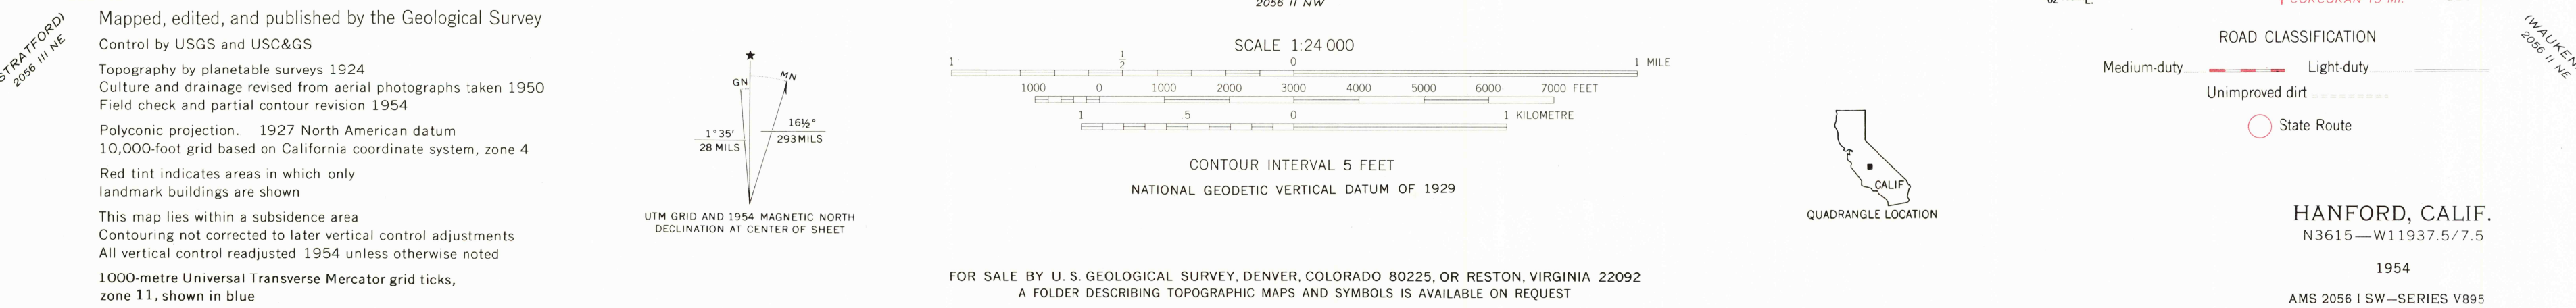 STRATFORD)
2056 III NE
Mapped, edited, and published by the Geological Survey
Control by USGS and USC&GS
Topography by planetable surveys 1924
Culture and drainage revised from aerial photographs taken 1950
Field check and partial contour revision 1954
Polyconic projection. 1927 North American datum
10,000-foot grid based on California coordinate system, zone 4
Red tint indicates areas in which only
landmark buildings are shown
This map lies within a subsidence area
Contouring not corrected to later vertical control adjustments
All vertical control readjusted 1954 unless otherwise noted
1000-metre Universal Transverse Mercator grid ticks,
zone 11, shown in blue
★
GN
MN
1°35′
28 MILS
16½°
293 MILS
UTM GRID AND 1954 MAGNETIC NORTH
DECLINATION AT CENTER OF SHEET
2056 II NW
SCALE 1:24 000
1 ½ 0 1 MILE
1000 0 1000 2000 3000 4000 5000 6000 7000 FEET
1 .5 0 1 KILOMETRE
CONTOUR INTERVAL 5 FEET
NATIONAL GEODETIC VERTICAL DATUM OF 1929
FOR SALE BY U. S. GEOLOGICAL SURVEY, DENVER, COLORADO 80225, OR RESTON, VIRGINIA 22092
A FOLDER DESCRIBING TOPOGRAPHIC MAPS AND SYMBOLS IS AVAILABLE ON REQUEST
CALIF
QUADRANGLE LOCATION
CORCORAN 15 MI.
ROAD CLASSIFICATION
Medium-duty Light-duty
Unimproved dirt
State Route
(WAUKEN
2056 II NE
HANFORD, CALIF.
N3615—W11937.5/7.5
1954
AMS 2056 I SW—SERIES V895